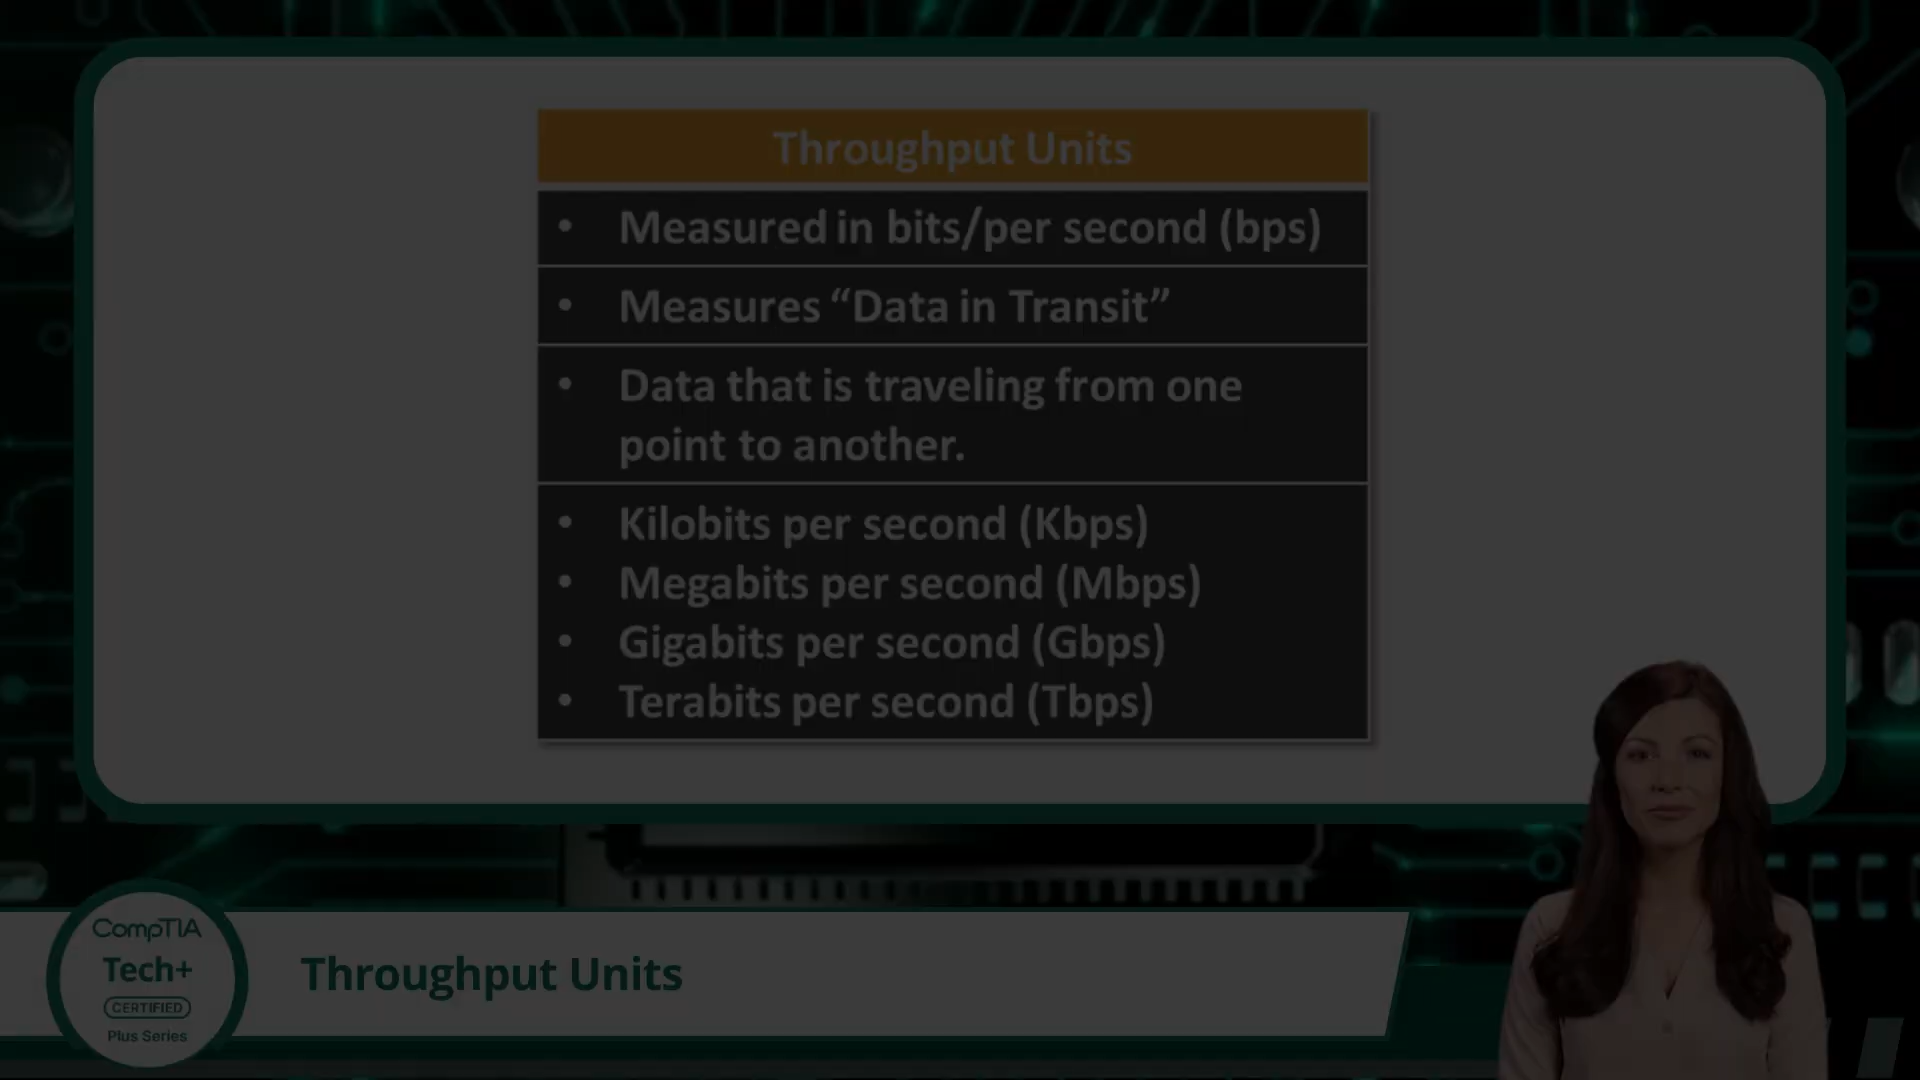 Throughput Units
• Measured in bits/per second (bps)
• Measures “Data in Transit”
• Data that is traveling from one
point to another.
• Kilobits per second (Kbps)
• Megabits per second (Mbps)
• Gigabits per second (Gbps)
• Terabits per second (Tbps)
CompTIA
Tech+
CERTIFIED
Plus Series
Throughput Units